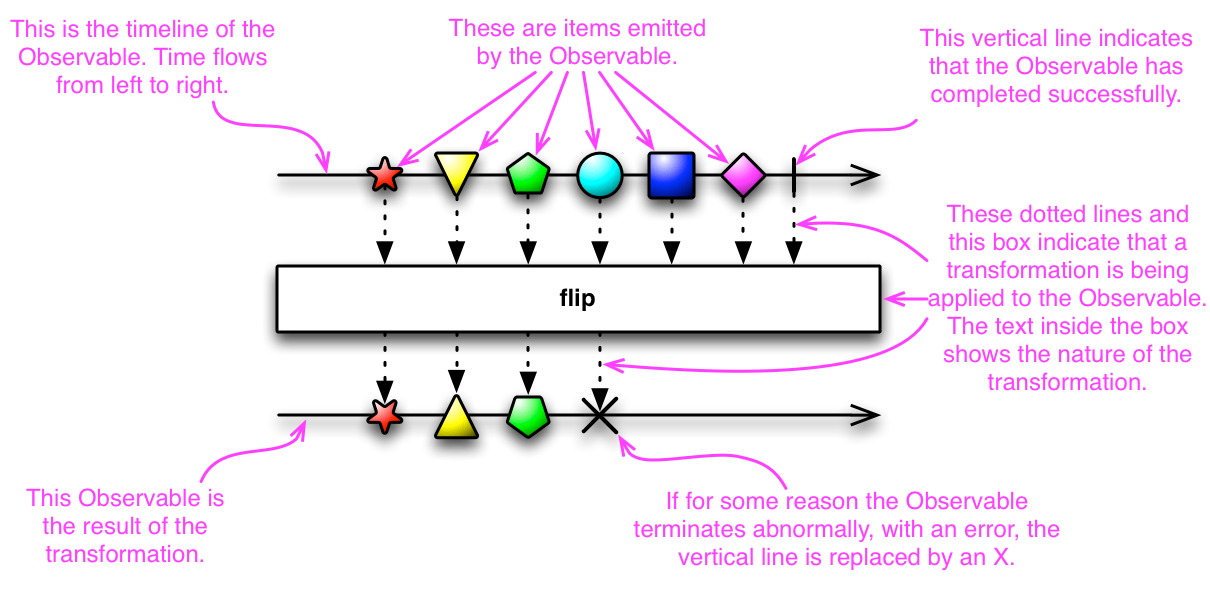 This is the timeline of the
Observable. Time flows
from left to right.
These are items emitted
by the Observable.
This vertical line indicates
that the Observable has
completed successfully.
These dotted lines and
this box indicate that a
transformation is being
applied to the Observable.
The text inside the box
shows the nature of the
transformation.
flip
This Observable is
the result of the
transformation.
If for some reason the Observable
terminates abnormally, with an error, the
vertical line is replaced by an X.